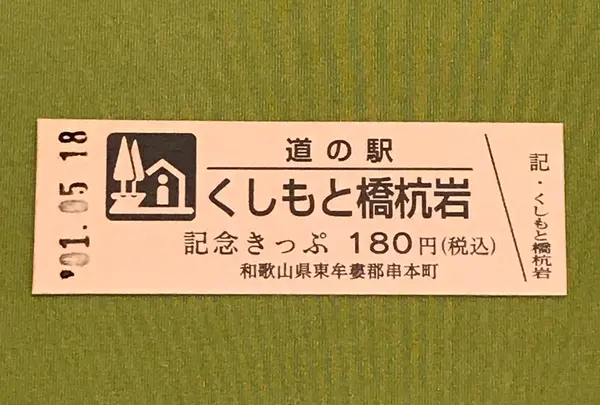 '01.05.18
道の駅
くしもと橋杭岩
記念きっぷ 180円(税込)
和歌山県東牟婁郡串本町
記・くしもと橋杭岩